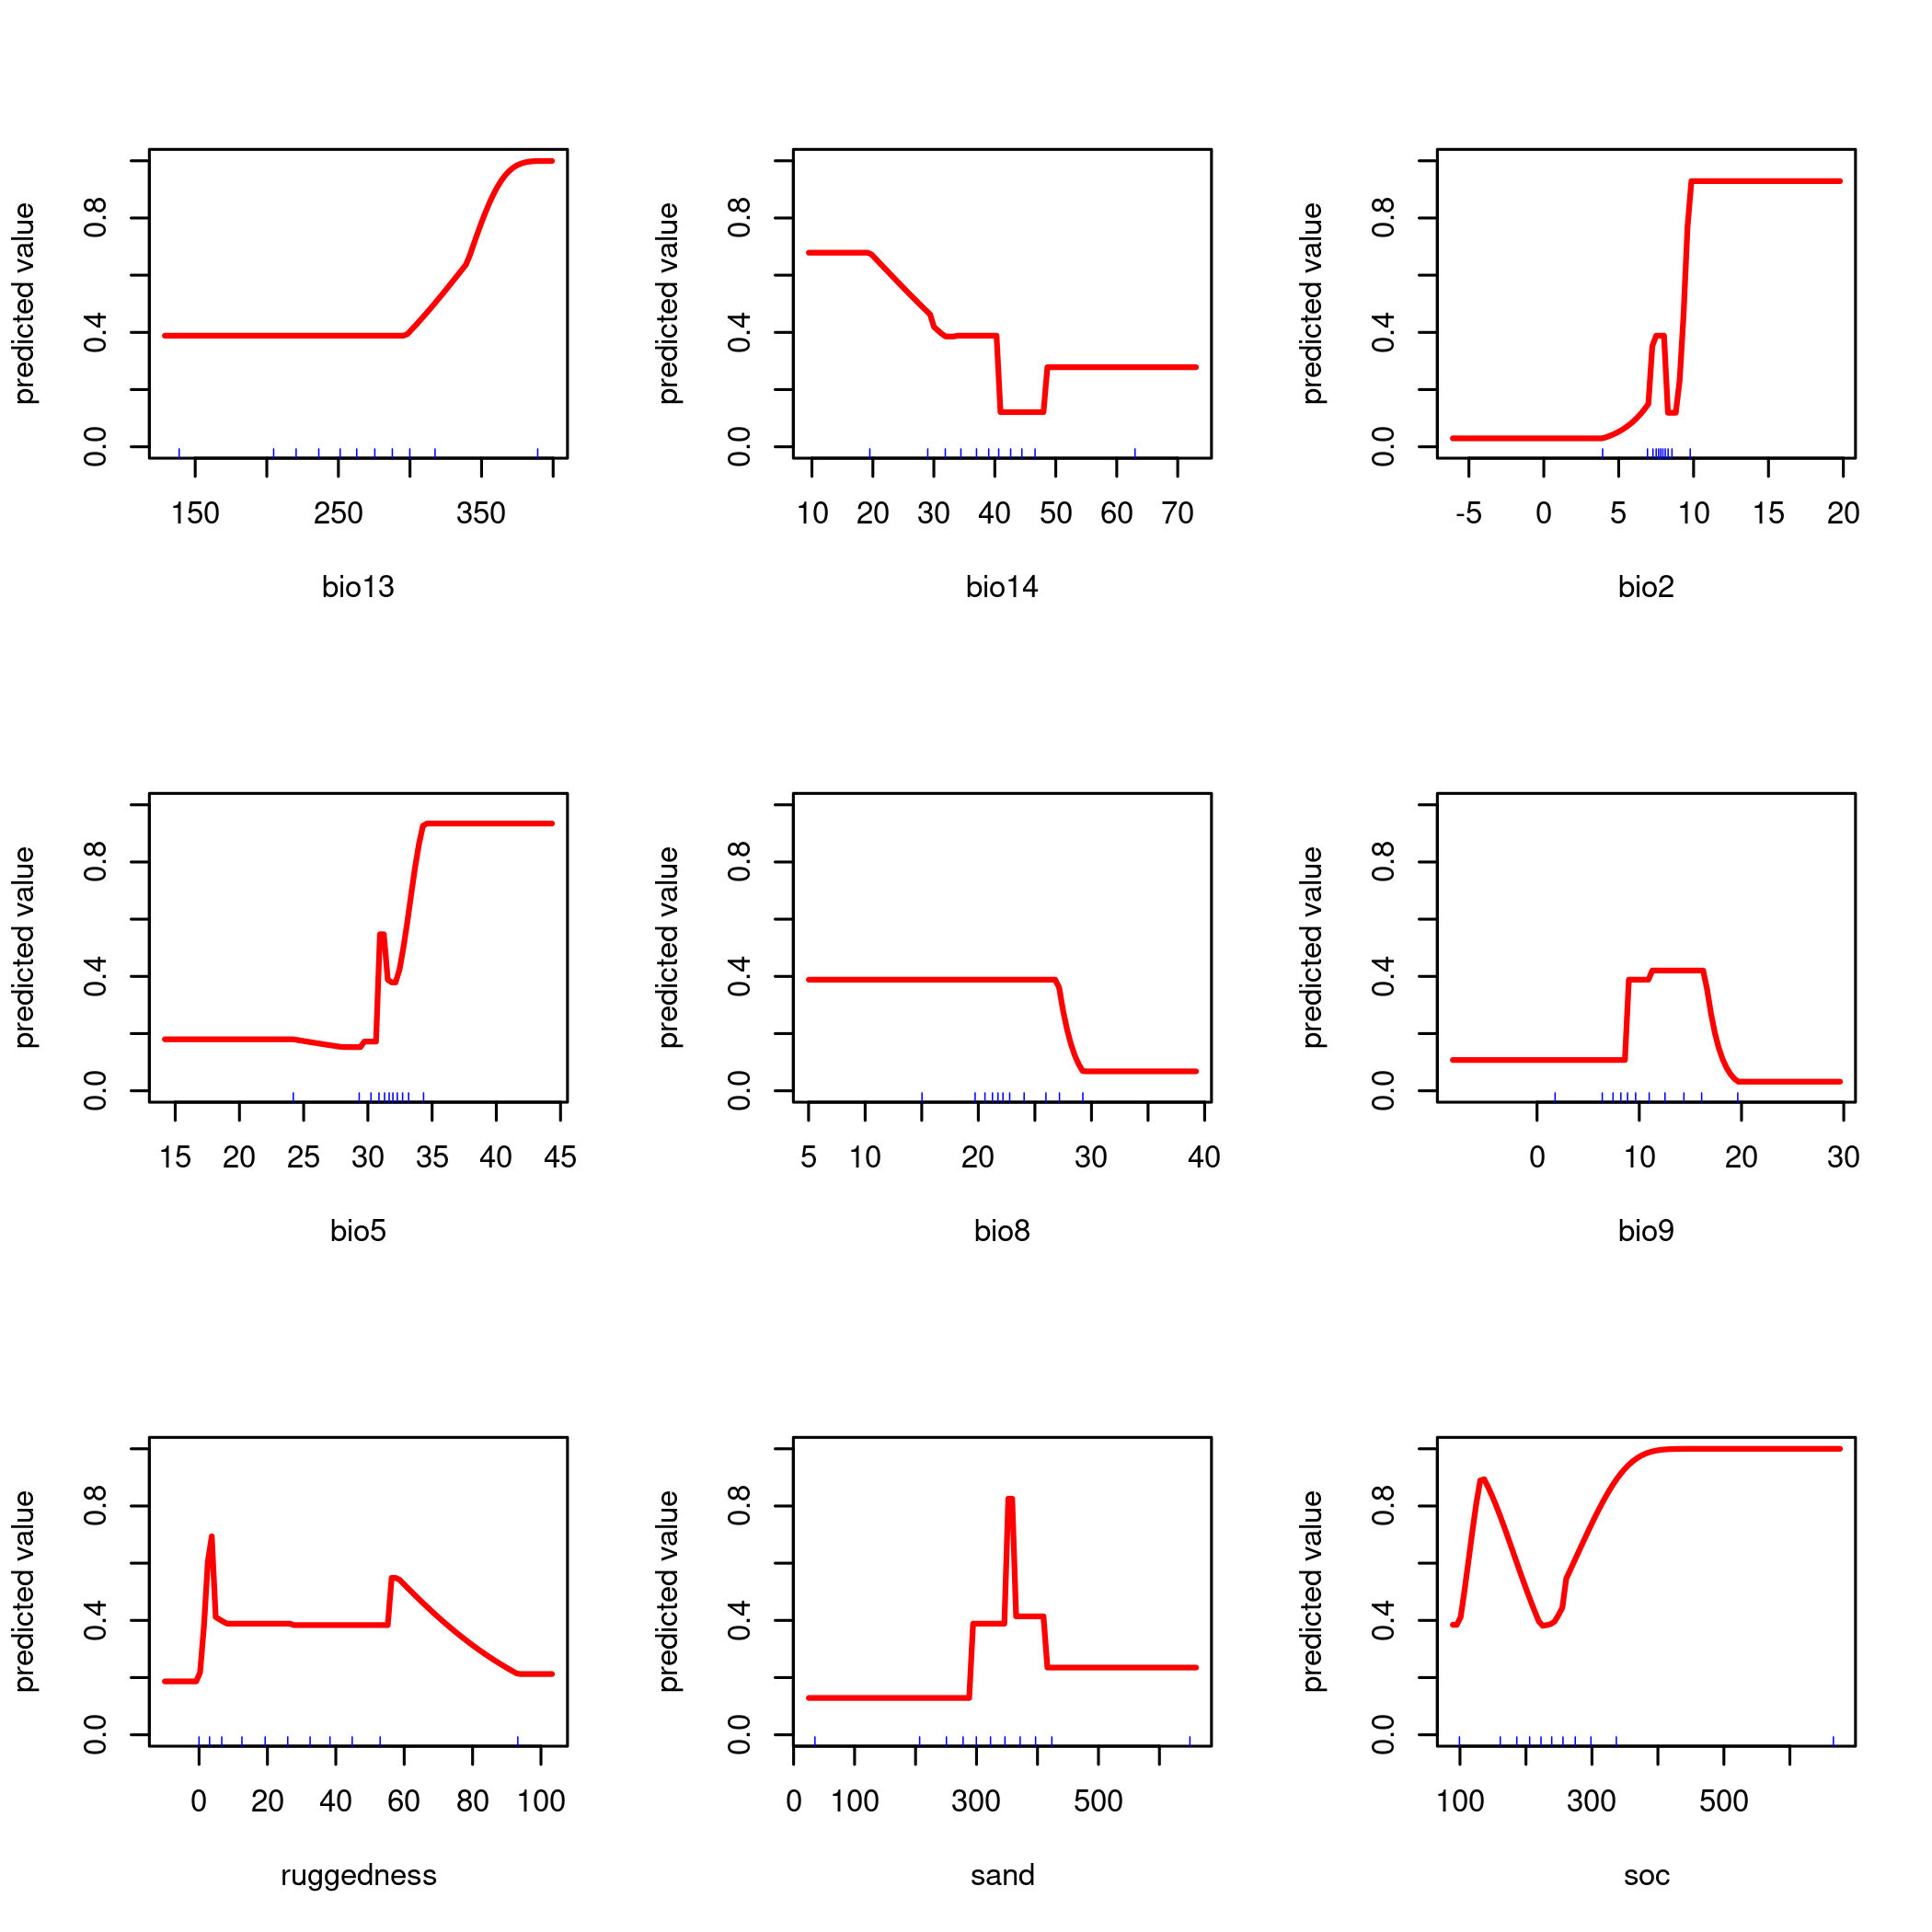 predicted value
0.0 0.4 0.8
150 250 350
bio13
predicted value
0.0 0.4 0.8
10 20 30 40 50 60 70
bio14
predicted value
0.0 0.4 0.8
-5 0 5 10 15 20
bio2
predicted value
0.0 0.4 0.8
15 20 25 30 35 40 45
bio5
predicted value
0.0 0.4 0.8
5 10 20 30 40
bio8
predicted value
0.0 0.4 0.8
0 10 20 30
bio9
predicted value
0.0 0.4 0.8
0 20 40 60 80 100
ruggedness
predicted value
0.0 0.4 0.8
0 100 300 500
sand
predicted value
0.0 0.4 0.8
100 300 500
soc